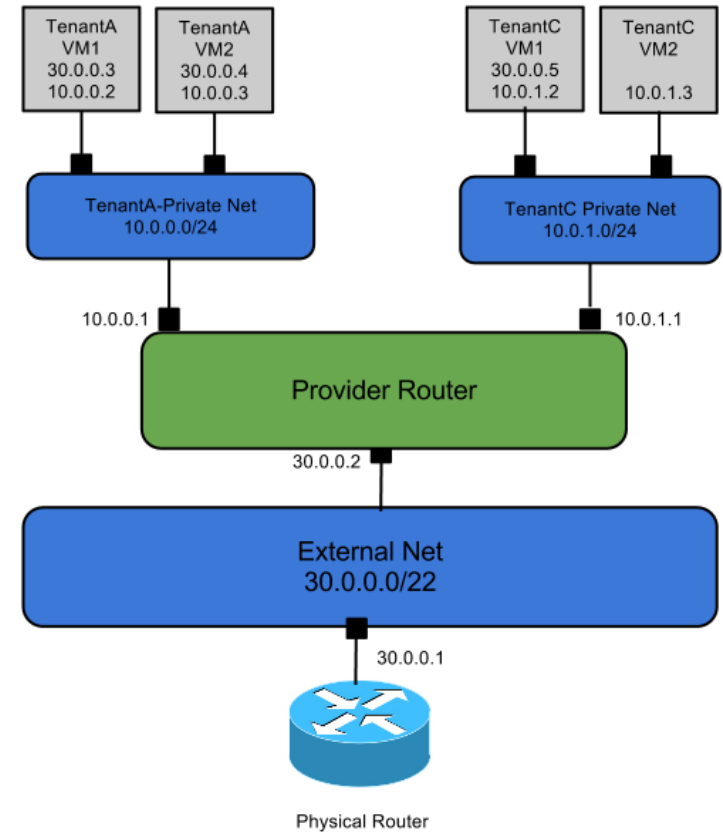 TenantA
VM1
30.0.0.3
10.0.0.2
TenantA
VM2
30.0.0.4
10.0.0.3
TenantC
VM1
30.0.0.5
10.0.1.2
TenantC
VM2
10.0.1.3
TenantA-Private Net
10.0.0.0/24
TenantC Private Net
10.0.1.0/24
10.0.0.1
10.0.1.1
Provider Router
30.0.0.2
External Net
30.0.0.0/22
30.0.0.1
Physical Router